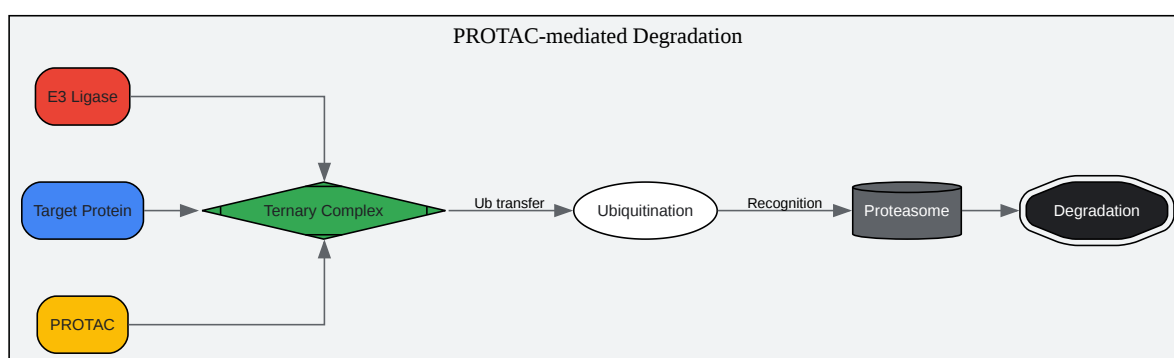 PROTAC-mediated Degradation
E3 Ligase
Target Protein
Ternary Complex
Ub transfer
Ubiquitination
Recognition
Proteasome
Degradation
PROTAC